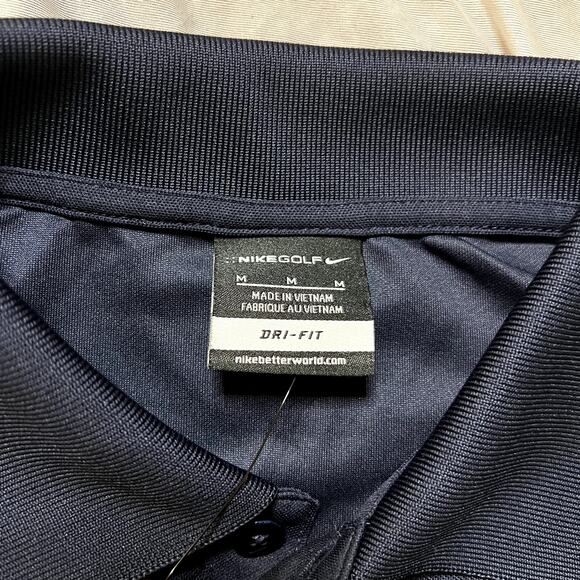 NIKEGOLF
M M M
MADE IN VIETNAM
FABRIQUE AU VIETNAM
DRI-FIT
nikebetterworld.com